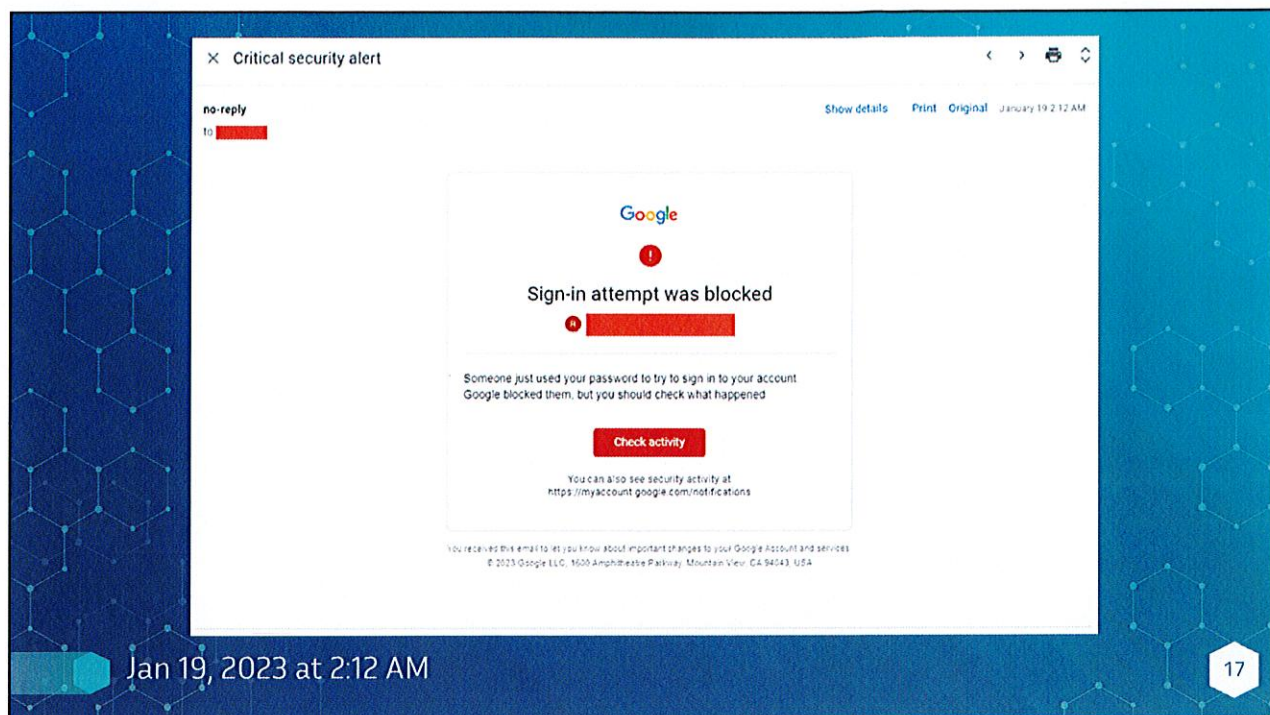 Critical security alert
no-reply
Show details Print Original January 19 2:12 AM
to
Google
Sign-in attempt was blocked
R
Someone just used your password to try to sign in to your account
Google blocked them, but you should check what happened
Check activity
You can also see security activity at
https://myaccount.google.com/notifications
You received this email to let you know about important changes to your Google Account and services
© 2023 Google LLC, 1600 Amphitheatre Parkway, Mountain View, CA 94043, USA
Jan 19, 2023 at 2:12 AM
17